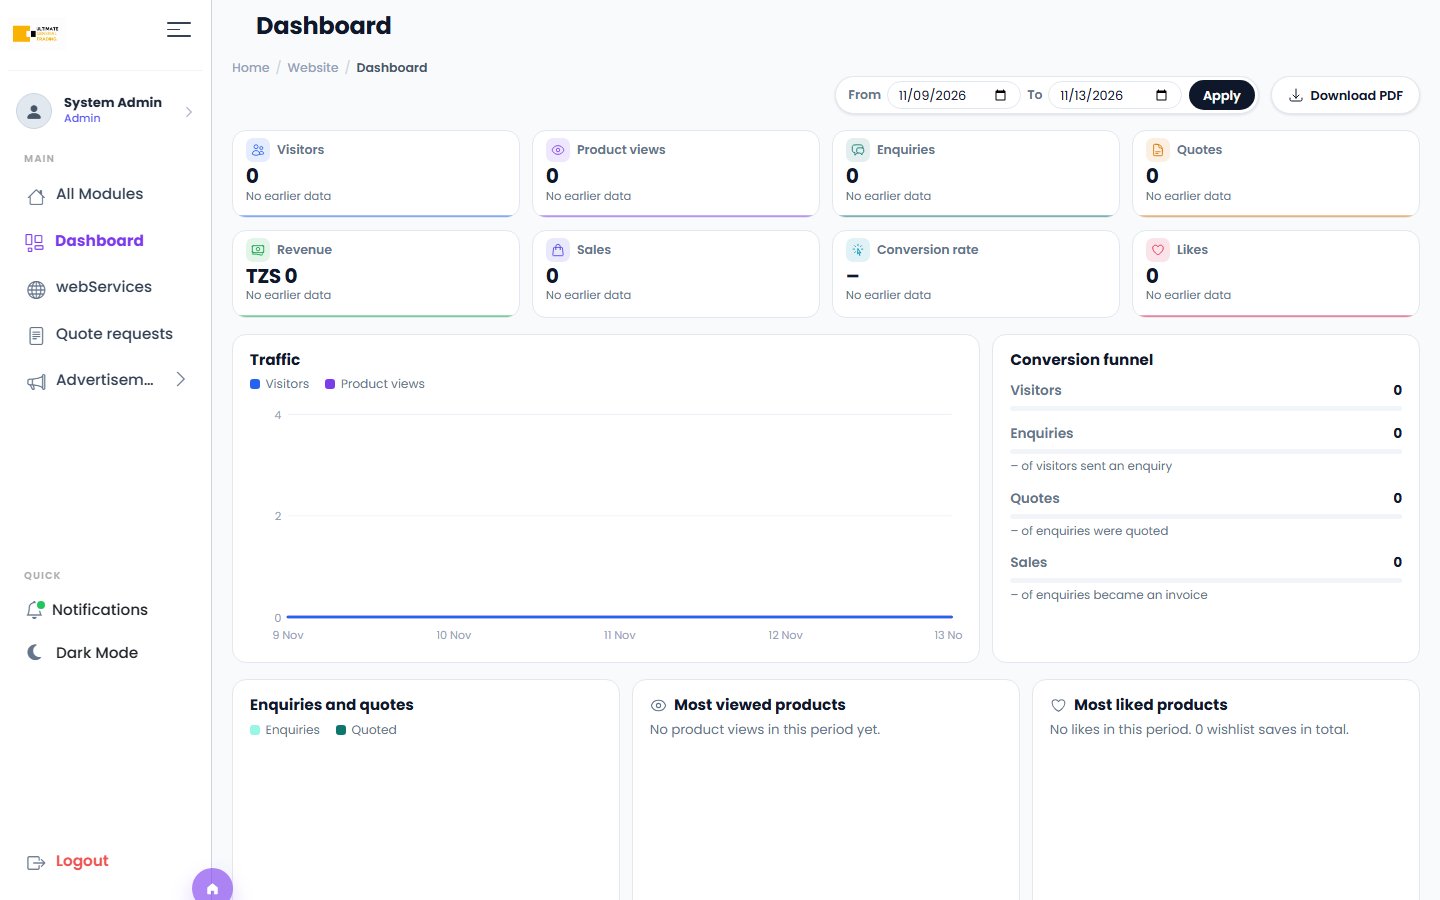 Dashboard
Home / Website / Dashboard
From 11/09/2026 To 11/13/2026 Apply Download PDF
System Admin
Admin
MAIN
All Modules
Dashboard
webServices
Quote requests
Advertisem...
QUICK
Notifications
Dark Mode
Logout
Visitors
0
No earlier data
Product views
0
No earlier data
Enquiries
0
No earlier data
Quotes
0
No earlier data
Revenue
TZS 0
No earlier data
Sales
0
No earlier data
Conversion rate
–
No earlier data
Likes
0
No earlier data
Traffic
Visitors Product views
4
2
0
9 Nov 10 Nov 11 Nov 12 Nov 13 No
Conversion funnel
Visitors 0
Enquiries 0
– of visitors sent an enquiry
Quotes 0
– of enquiries were quoted
Sales 0
– of enquiries became an invoice
Enquiries and quotes
Enquiries Quoted
Most viewed products
No product views in this period yet.
Most liked products
No likes in this period. 0 wishlist saves in total.